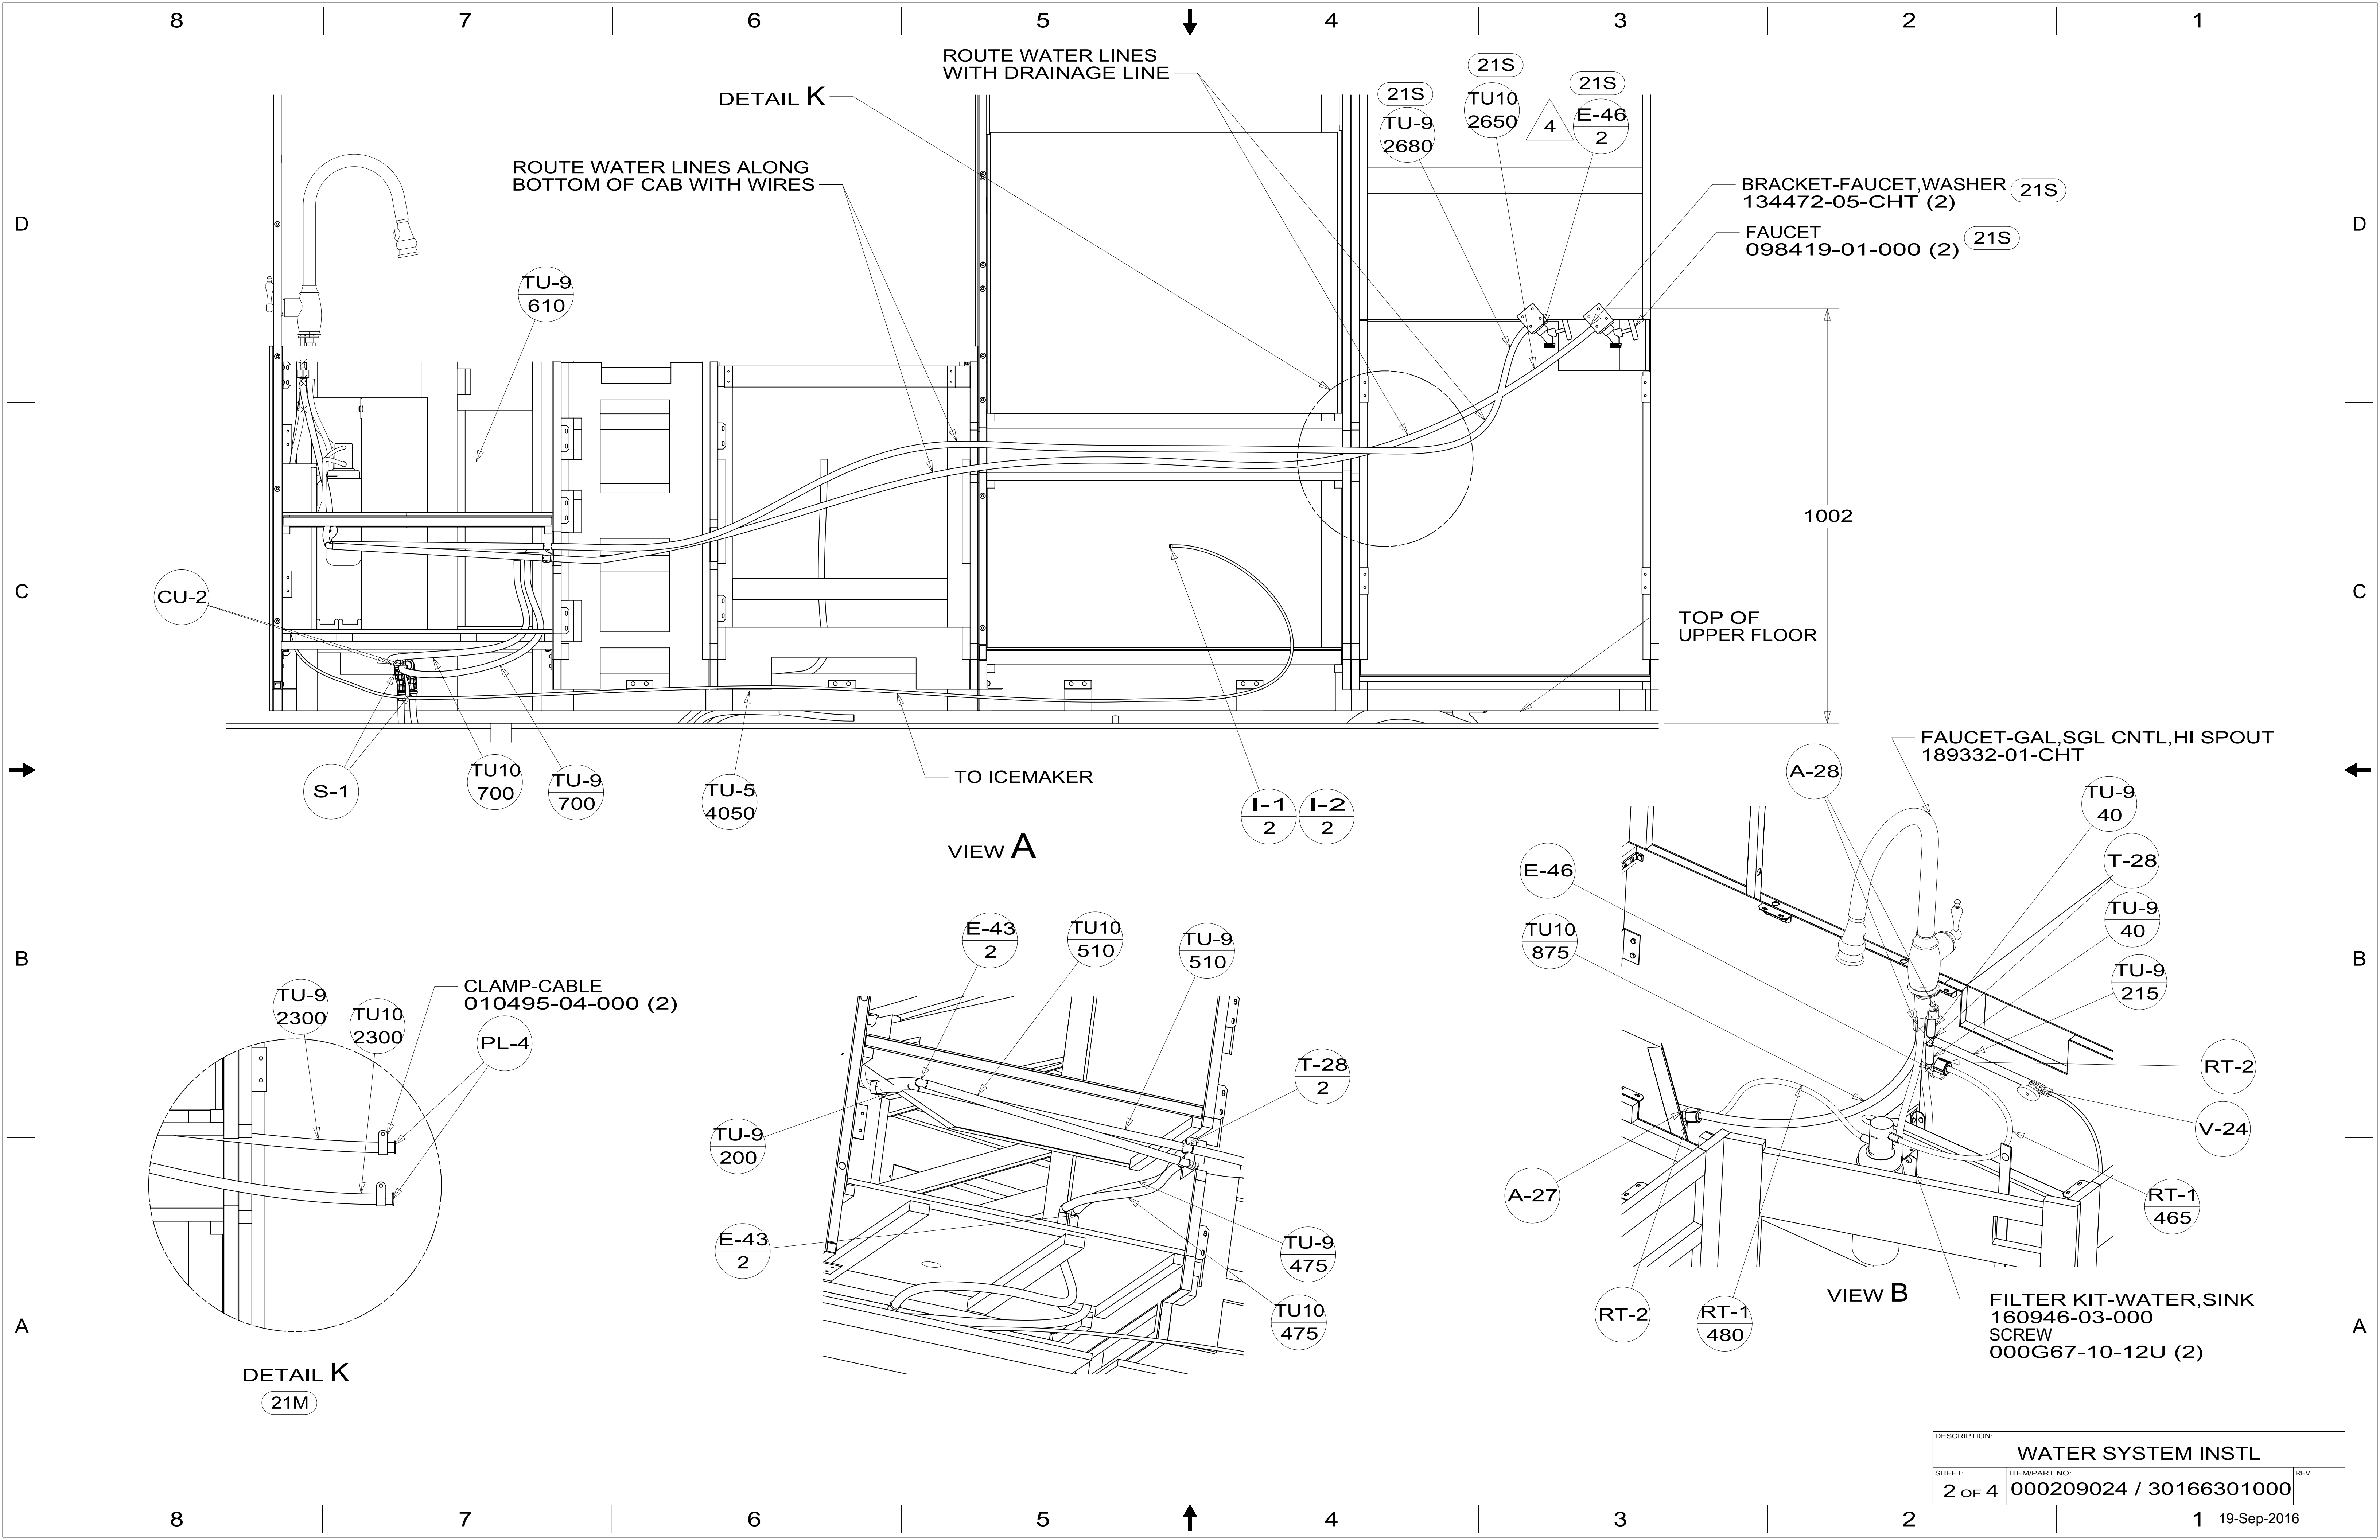 8 7 6 5 4 3 2 1
ROUTE WATER LINES
WITH DRAINAGE LINE
DETAIL K
ROUTE WATER LINES ALONG
BOTTOM OF CAB WITH WIRES
21S
TU-9
2680
21S
TU10
2650
4
21S
E-46
2
BRACKET-FAUCET,WASHER 21S
134472-05-CHT (2)
FAUCET 21S
098419-01-000 (2)
D
D
TU-9
610
1002
C
C
CU-2
TOP OF
UPPER FLOOR
S-1
TU10
700
TU-9
700
TU-5
4050
TO ICEMAKER
I-1
2
I-2
2
VIEW A
FAUCET-GAL,SGL CNTL,HI SPOUT
189332-01-CHT
A-28
TU-9
40
T-28
TU-9
40
TU-9
215
RT-2
V-24
RT-1
465
E-46
TU10
875
A-27
RT-2
RT-1
480
VIEW B
FILTER KIT-WATER,SINK
160946-03-000
SCREW
000G67-10-12U (2)
B
B
TU-9
2300
TU10
2300
CLAMP-CABLE
010495-04-000 (2)
PL-4
DETAIL K
21M
E-43
2
TU10
510
TU-9
510
T-28
2
TU-9
200
E-43
2
TU-9
475
TU10
475
A
A
DESCRIPTION:
WATER SYSTEM INSTL
SHEET:
2 OF 4
ITEM/PART NO:
000209024 / 30166301000
REV
8 7 6 5 4 3 2 1
19-Sep-2016